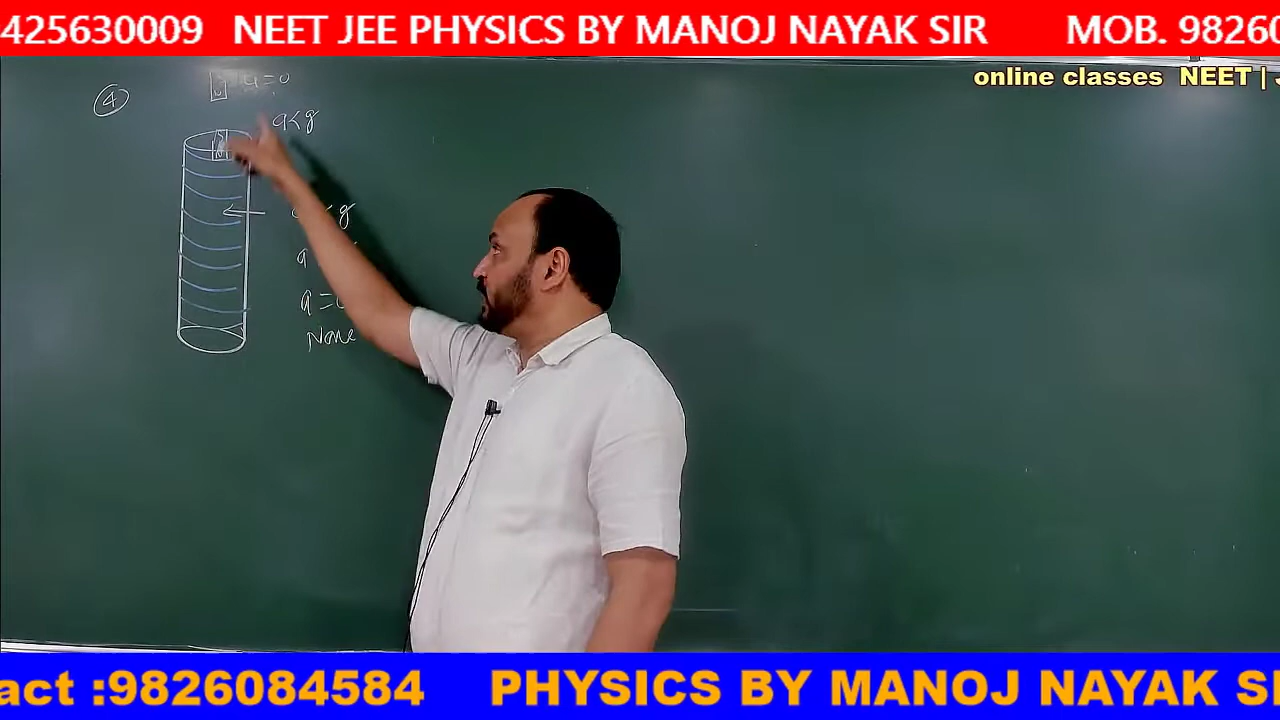 425630009 NEET JEE PHYSICS BY MANOJ NAYAK SIR MOB. 98260
online classes NEET |
4
u=0
a<g
< g
a
a =
None
act :9826084584 PHYSICS BY MANOJ NAYAK